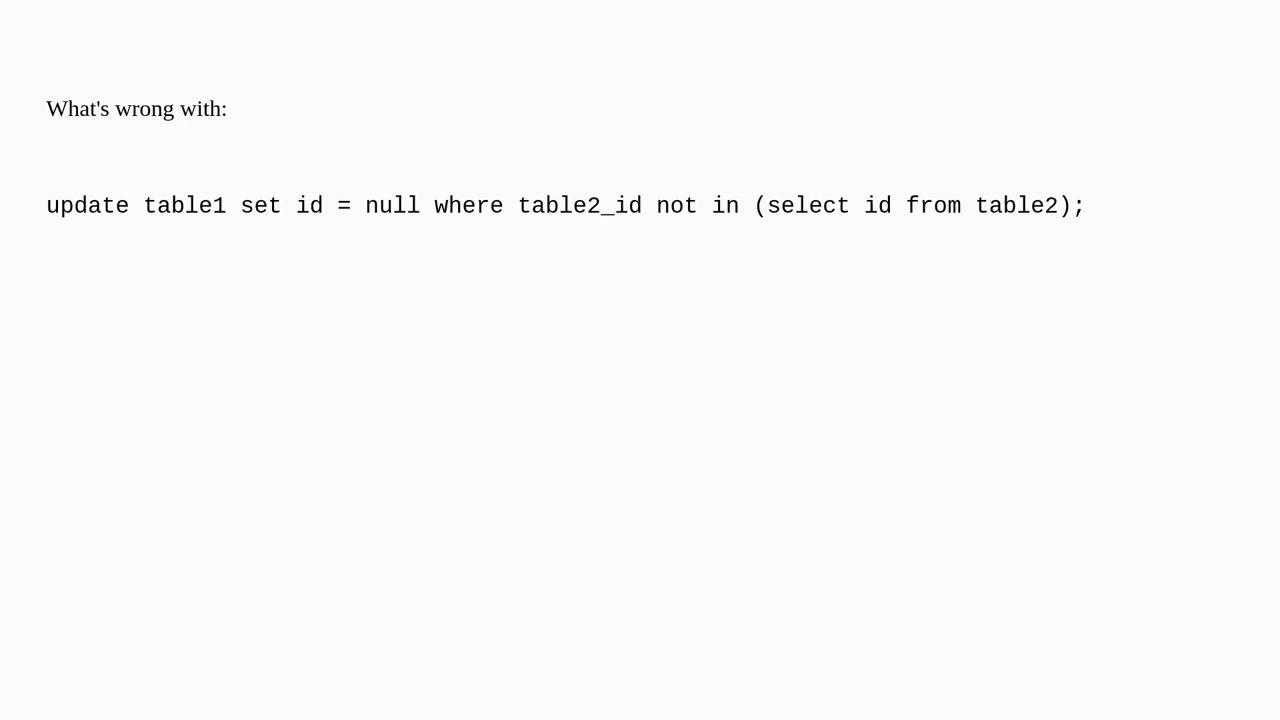 What's wrong with:
update table1 set id = null where table2_id not in (select id from table2);